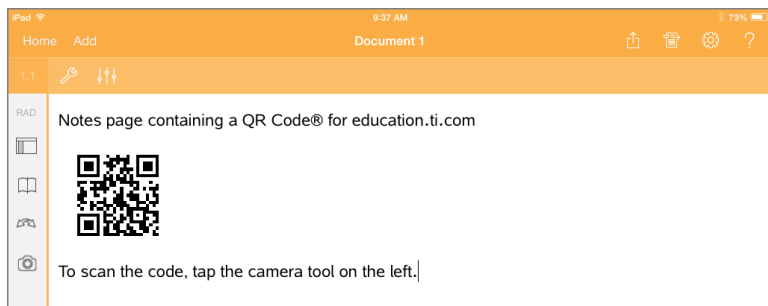 iPad 9:37 AM 73%
Home Add Document 1 ?
1.1
RAD
Notes page containing a QR Code® for education.ti.com
To scan the code, tap the camera tool on the left.